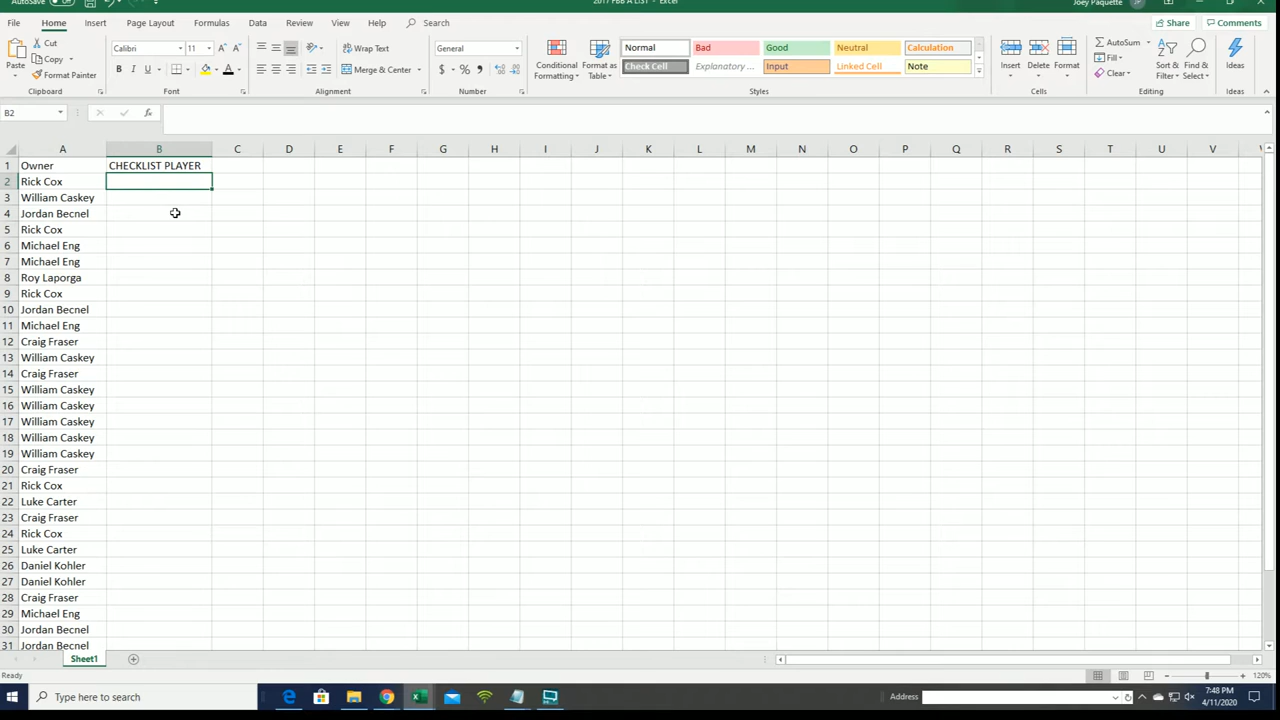 AutoSave Off
2017 FBB A LIST - Excel
Joey Paquette
JP
File Home Insert Page Layout Formulas Data Review View Help Search
Share Comments
Paste
Cut
Copy
Format Painter
Clipboard
Calibri 11
B I U
Font
Wrap Text
Merge & Center
Alignment
General
$ % 9
Number
Conditional Formatting
Format as Table
Normal Bad Good Neutral Calculation
Check Cell Explanatory ... Input Linked Cell Note
Styles
Insert Delete Format
Cells
AutoSum
Fill
Clear
Sort & Filter
Find & Select
Editing
Ideas
Ideas
B2 fx
A B C D E F G H I J K L M N O P Q R S T U V
1 Owner CHECKLIST PLAYER
2 Rick Cox
3 William Caskey
4 Jordan Becnel
5 Rick Cox
6 Michael Eng
7 Michael Eng
8 Roy Laporga
9 Rick Cox
10 Jordan Becnel
11 Michael Eng
12 Craig Fraser
13 William Caskey
14 Craig Fraser
15 William Caskey
16 William Caskey
17 William Caskey
18 William Caskey
19 William Caskey
20 Craig Fraser
21 Rick Cox
22 Luke Carter
23 Craig Fraser
24 Rick Cox
25 Luke Carter
26 Daniel Kohler
27 Daniel Kohler
28 Craig Fraser
29 Michael Eng
30 Jordan Becnel
31 Jordan Becnel
Sheet1
Ready
120%
Type here to search
Address
7:48 PM
4/11/2020